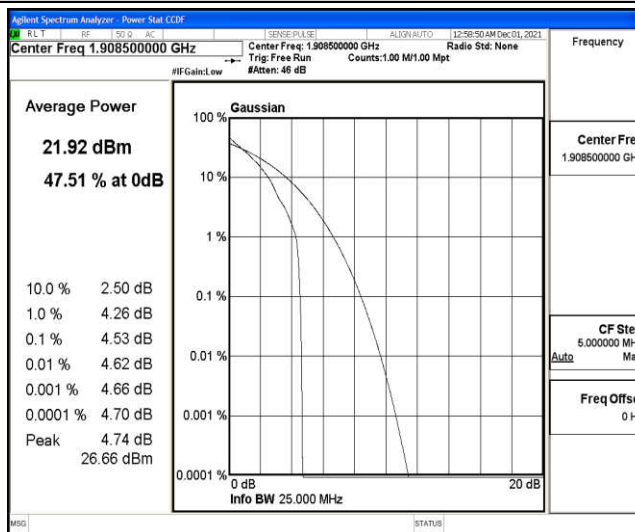 Agilent Spectrum Analyzer - Power Stat CCDF
RL T RF 50 Ω AC SENSE:PULSE ALIGN AUTO 12:58:50 AM Dec 01, 2021
Center Freq 1.908500000 GHz
Center Freq: 1.908500000 GHz Radio Std: None
Trig: Free Run Counts:1.00 M/1.00 Mpt
#IFGain:Low #Atten: 46 dB
Frequency
Average Power
21.92 dBm
47.51 % at 0dB
10.0 % 2.50 dB
1.0 % 4.26 dB
0.1 % 4.53 dB
0.01 % 4.62 dB
0.001 % 4.66 dB
0.0001 % 4.70 dB
Peak 4.74 dB
26.66 dBm
Gaussian
100 %
10 %
1 %
0.1 %
0.01 %
0.001 %
0.0001 %
0 dB 20 dB
Info BW 25.000 MHz
Center Fre
1.908500000 GH
CF Ste
5.000000 MH
Auto Ma
Freq Offse
0 H
MSG STATUS